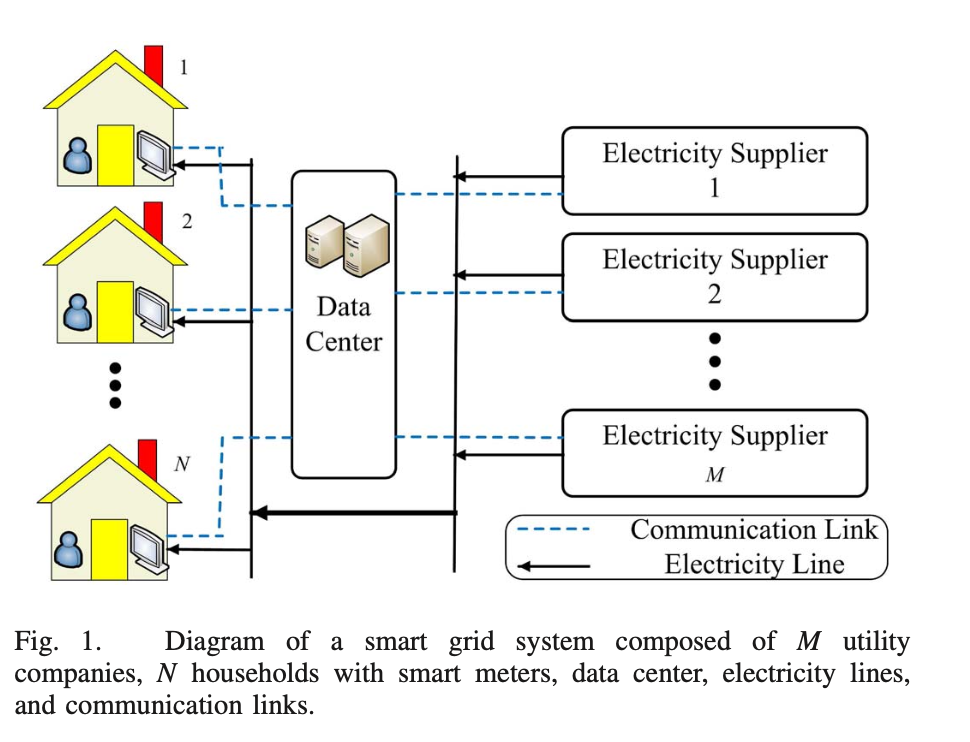 1
2
N
Data
Center
Electricity Supplier
1
Electricity Supplier
2
Electricity Supplier
M
Communication Link
Electricity Line
Fig. 1. Diagram of a smart grid system composed of M utility
companies, N households with smart meters, data center, electricity lines,
and communication links.